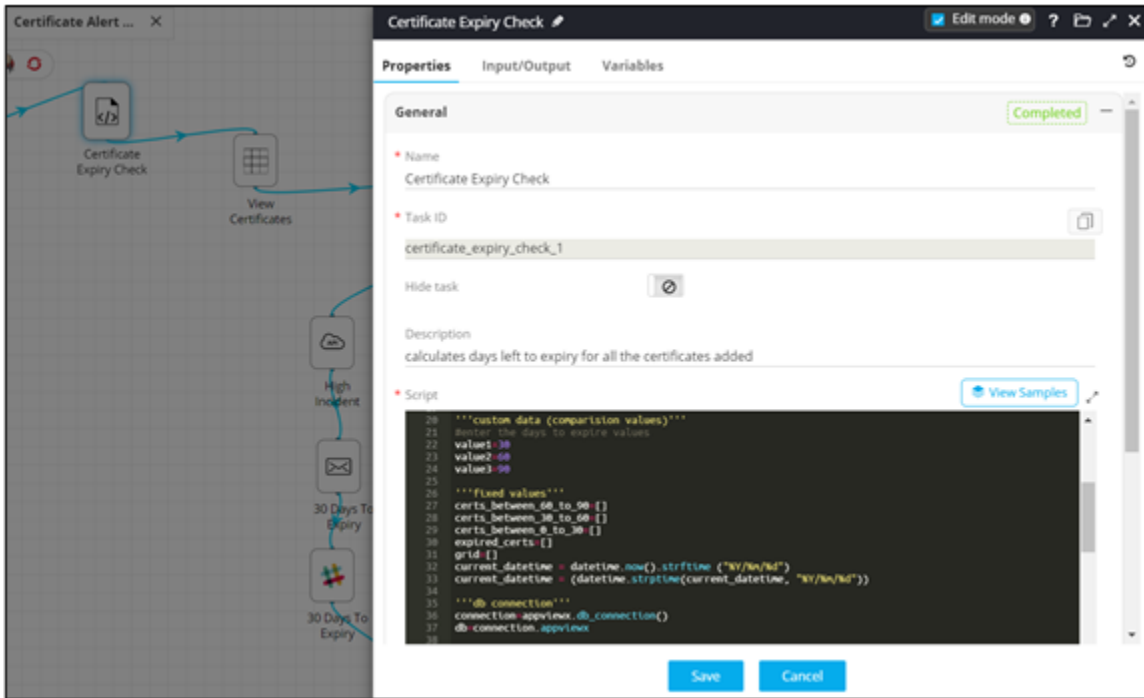 Certificate Alert ...
Certificate Expiry Check
Edit mode
Properties
Input/Output
Variables
General
Completed
* Name
Certificate Expiry Check
* Task ID
certificate_expiry_check_1
Hide task
Description
calculates days left to expiry for all the certificates added
* Script
View Samples
20 '''custom data (comparision values)'''
21 #enter the days to expire values
22 value1=30
23 value2=60
24 value3=90
25
26 '''fixed values'''
27 certs_between_60_to_90=[]
28 certs_between_30_to_60=[]
29 certs_between_0_to_30=[]
30 expired_certs=[]
31 grid=[]
32 current_datetime = datetime.now().strftime ("%Y/%m/%d")
33 current_datetime = (datetime.strptime(current_datetime, "%Y/%m/%d"))
34
35 '''db connection'''
36 connection=appviewx.db_connection()
37 db=connection.appviewx
38
Save
Cancel
Certificate
Expiry Check
View
Certificates
High
Incident
30 Days To
Expiry
30 Days To
Expiry